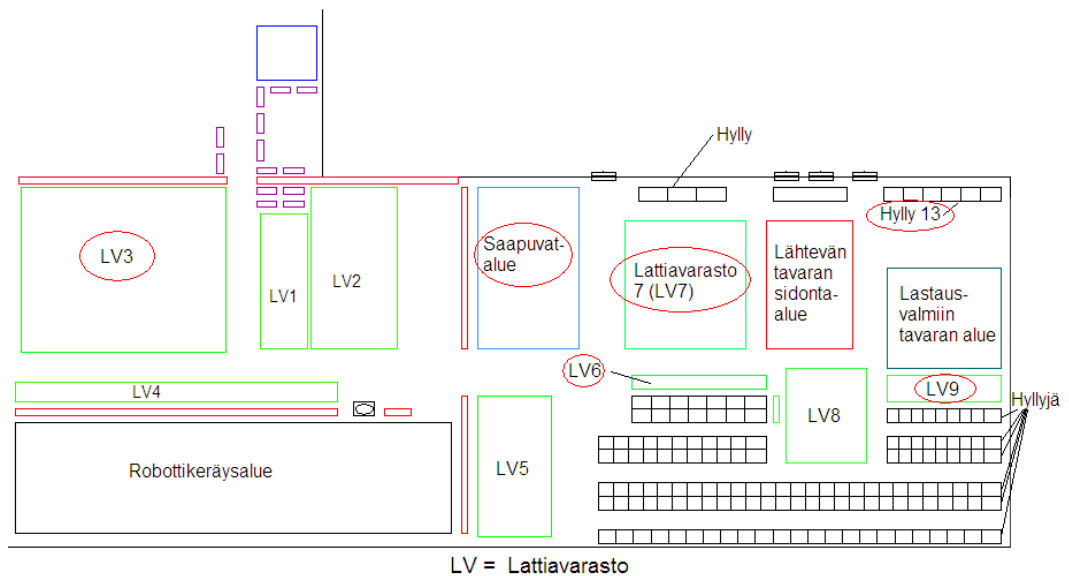 Hylly
Hylly 13
LV3
LV1
LV2
Saapuvat-
alue
Lattiavarasto
7 (LV7)
Lähtevän
tavaran
sidonta-
alue
Lastaus-
valmiin
tavaran alue
LV6
LV4
LV9
Hyllyjä
LV8
LV5
Robottikeräysalue
LV = Lattiavarasto